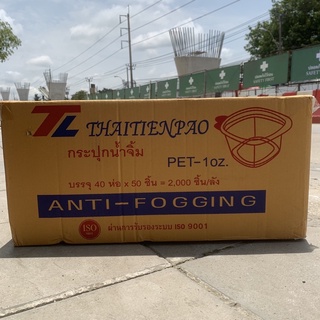 TL THAITIENPAO
กระปุกน้ำจิ้ม
PET-1oz.
บรรจุ 40 ห่อ x 50 ชิ้น = 2,000 ชิ้น/ลัง
ANTI-FOGGING
ISO ผ่านการรับรองระบบ ISO 9001